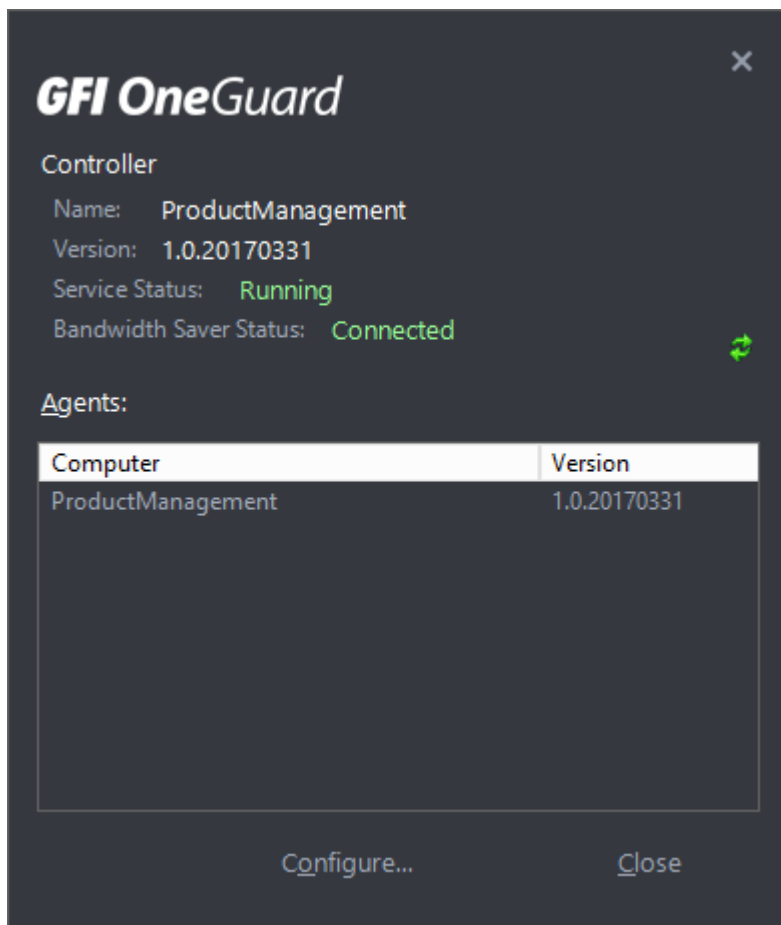 GFI OneGuard
Controller
Name: ProductManagement
Version: 1.0.20170331
Service Status: Running
Bandwidth Saver Status: Connected
Agents:
Computer Version
ProductManagement 1.0.20170331
Configure... Close